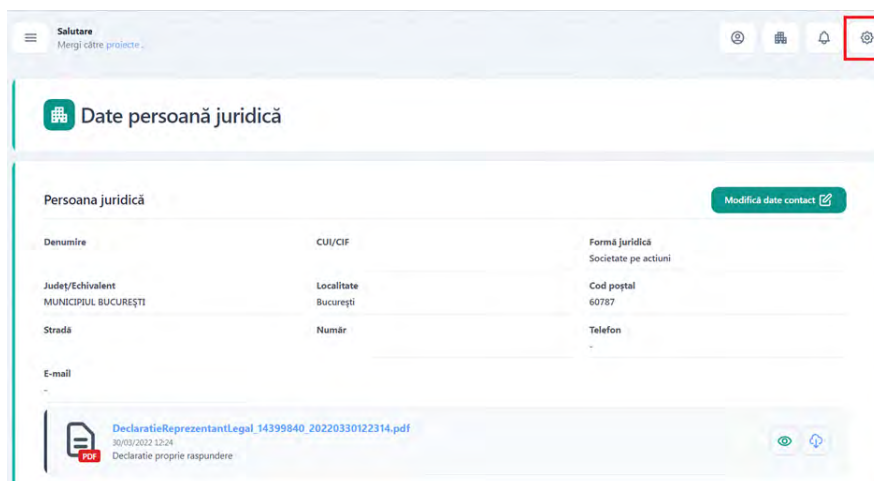 Salutare
Mergi către proiecte .
Date persoană juridică
Persoana juridică
Modifică date contact
Denumire
CUI/CIF
Formă juridică
Societate pe actiuni
Județ/Echivalent
Localitate
Cod poștal
MUNICIPIUL BUCUREȘTI
București
60787
Stradă
Număr
Telefon
-
E-mail
-
DeclaratieReprezentantLegal_14399840_20220330122314.pdf
30/03/2022 12:24
PDF
Declaratie proprie raspundere